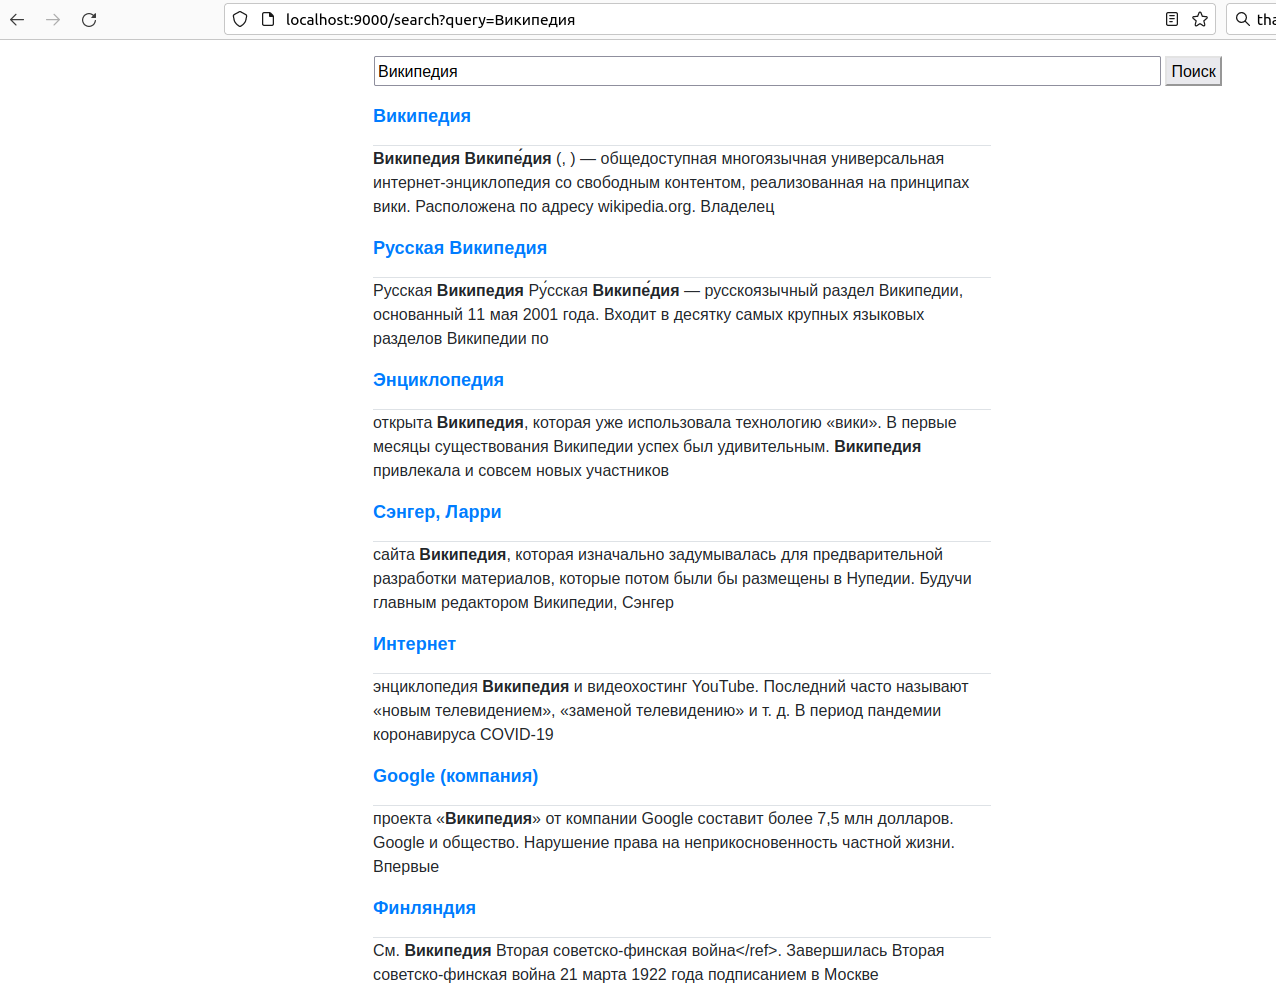 localhost:9000/search?query=Википедия
tha
Википедия
Поиск
Википедия
Википедия Википе́дия (, ) — общедоступная многоязычная универсальная
интернет-энциклопедия со свободным контентом, реализованная на принципах
вики. Расположена по адресу wikipedia.org. Владелец
Русская Википедия
Русская Википедия Ру́сская Википе́дия — русскоязычный раздел Википедии,
основанный 11 мая 2001 года. Входит в десятку самых крупных языковых
разделов Википедии по
Энциклопедия
открыта Википедия, которая уже использовала технологию «вики». В первые
месяцы существования Википедии успех был удивительным. Википедия
привлекала и совсем новых участников
Сэнгер, Ларри
сайта Википедия, которая изначально задумывалась для предварительной
разработки материалов, которые потом были бы размещены в Нупедии. Будучи
главным редактором Википедии, Сэнгер
Интернет
энциклопедия Википедия и видеохостинг YouTube. Последний часто называют
«новым телевидением», «заменой телевидению» и т. д. В период пандемии
коронавируса COVID-19
Google (компания)
проекта «Википедия» от компании Google составит более 7,5 млн долларов.
Google и общество. Нарушение права на неприкосновенность частной жизни.
Впервые
Финляндия
См. Википедия Вторая советско-финская война</ref>. Завершилась Вторая
советско-финская война 21 марта 1922 года подписанием в Москве